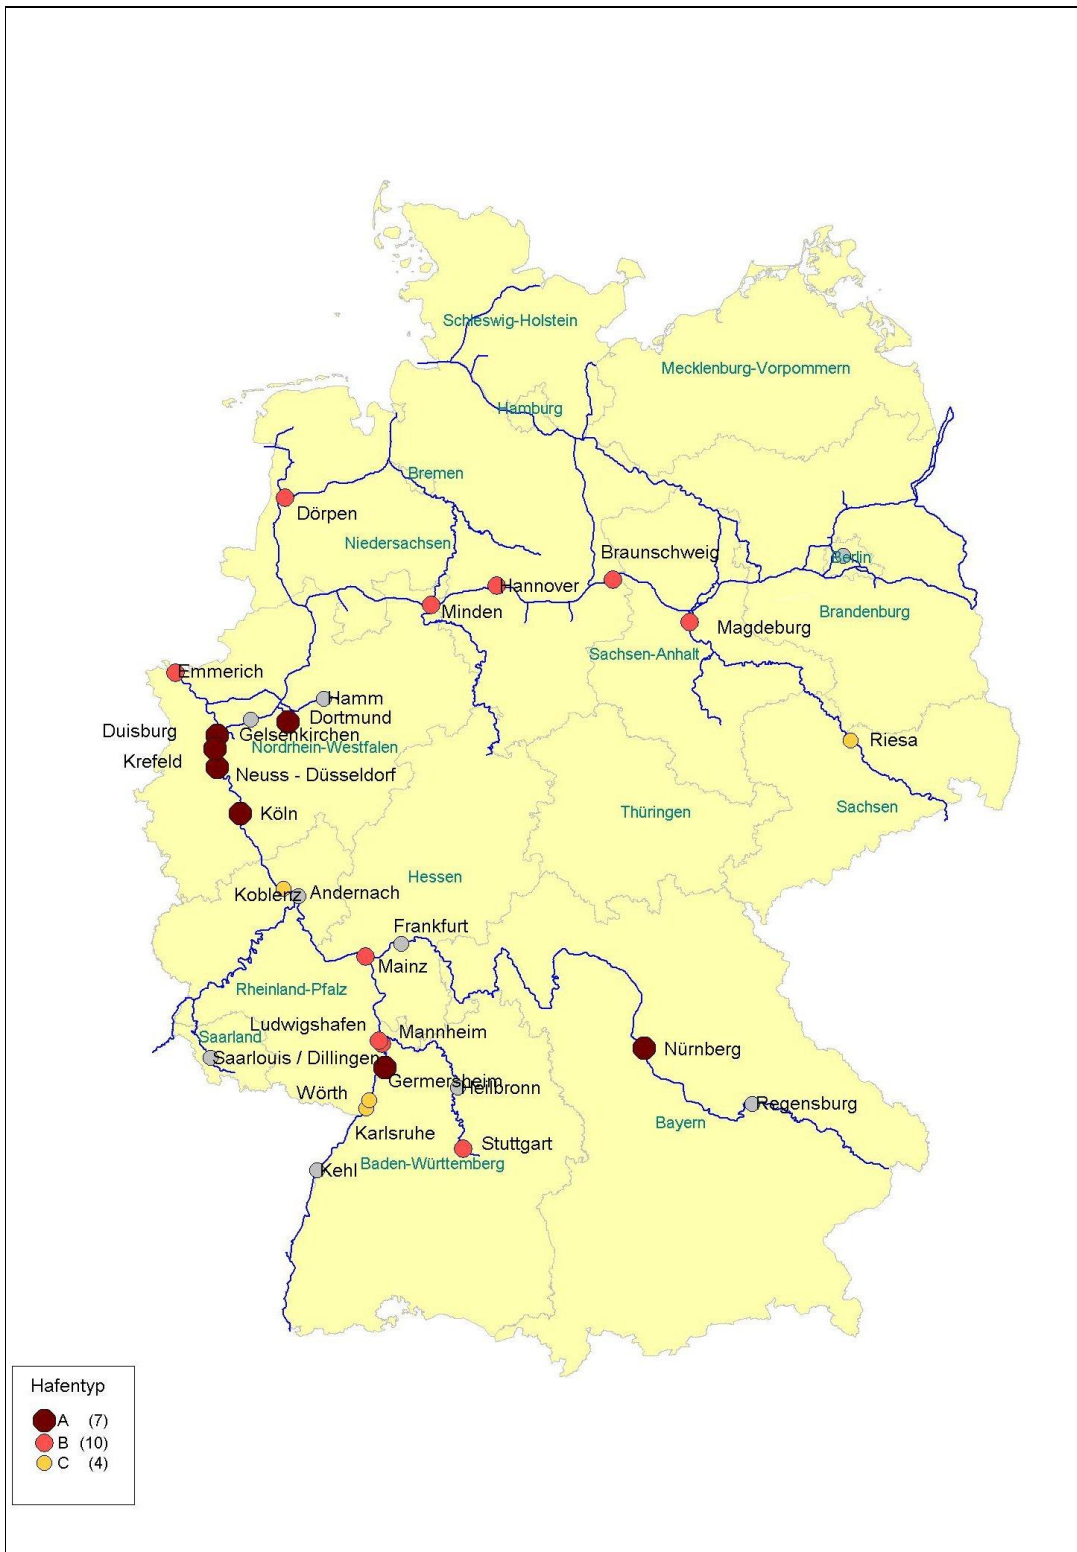 Schleswig-Holstein
Mecklenburg-Vorpommern
Hamburg
Bremen
Dörpen
Niedersachsen
Braunschweig
Berlin
Hannover
Minden
Brandenburg
Magdeburg
Sachsen-Anhalt
Emmerich
Hamm
Dortmund
Duisburg
Gelsenkirchen
Nordrhein-Westfalen
Riesa
Krefeld
Neuss - Düsseldorf
Sachsen
Thüringen
Köln
Hessen
Koblenz
Andernach
Frankfurt
Mainz
Rheinland-Pfalz
Ludwigshafen
Mannheim
Saarland
Nürnberg
Saarlouis / Dillingen
Germersheim
Heilbronn
Wörth
Regensburg
Bayern
Karlsruhe
Stuttgart
Baden-Württemberg
Kehl
Hafentyp
A (7)
B (10)
C (4)